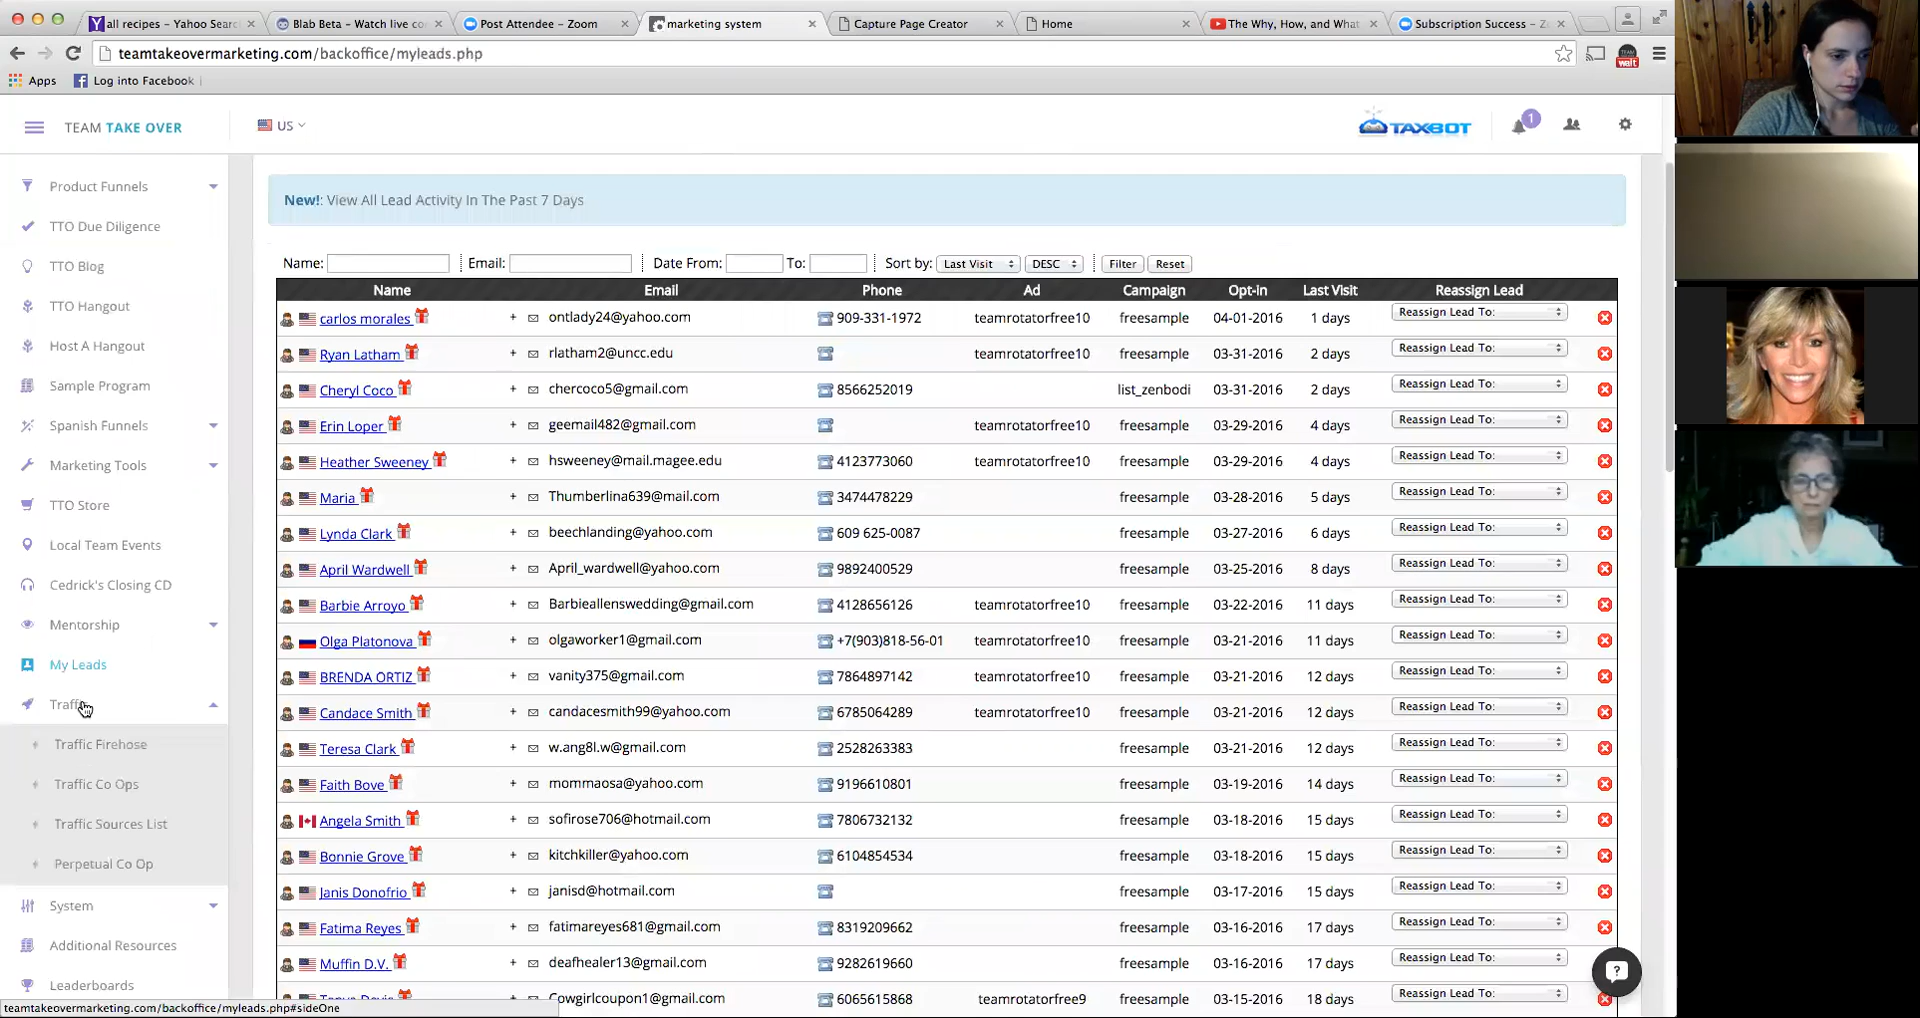 all recipes - Yahoo Searc
Blab Beta - Watch live co
Post Attendee - Zoom
marketing system
Capture Page Creator
Home
The Why, How, and What
Subscription Success - Z
teamtakeovermarketing.com/backoffice/myleads.php
Apps
Log into Facebook
TEAM TAKE OVER
US
TAXBOT
1
walt
Product Funnels
TTO Due Diligence
TTO Blog
TTO Hangout
Host A Hangout
Sample Program
Spanish Funnels
Marketing Tools
TTO Store
Local Team Events
Cedrick's Closing CD
Mentorship
My Leads
Traff
Traffic Firehose
Traffic Co Ops
Traffic Sources List
Perpetual Co Op
System
Additional Resources
Leaderboards
New!: View All Lead Activity In The Past 7 Days
Name: Email: Date From: To: Sort by: Last Visit DESC Filter Reset
Name Email Phone Ad Campaign Opt-in Last Visit Reassign Lead
carlos morales + ontlady24@yahoo.com 909-331-1972 teamrotatorfree10 freesample 04-01-2016 1 days Reassign Lead To:
Ryan Latham + rlatham2@uncc.edu teamrotatorfree10 freesample 03-31-2016 2 days Reassign Lead To:
Cheryl Coco + chercoco5@gmail.com 8566252019 list_zenbodi 03-31-2016 2 days Reassign Lead To:
Erin Loper + geemail482@gmail.com teamrotatorfree10 freesample 03-29-2016 4 days Reassign Lead To:
Heather Sweeney + hsweeney@mail.magee.edu 4123773060 teamrotatorfree10 freesample 03-29-2016 4 days Reassign Lead To:
Maria + Thumberlina639@mail.com 3474478229 freesample 03-28-2016 5 days Reassign Lead To:
Lynda Clark + beechlanding@yahoo.com 609 625-0087 freesample 03-27-2016 6 days Reassign Lead To:
April Wardwell + April_wardwell@yahoo.com 9892400529 freesample 03-25-2016 8 days Reassign Lead To:
Barbie Arroyo + Barbieallenswedding@gmail.com 4128656126 teamrotatorfree10 freesample 03-22-2016 11 days Reassign Lead To:
Olga Platonova + olgaworker1@gmail.com +7(903)818-56-01 teamrotatorfree10 freesample 03-21-2016 11 days Reassign Lead To:
BRENDA ORTIZ + vanity375@gmail.com 7864897142 teamrotatorfree10 freesample 03-21-2016 12 days Reassign Lead To:
Candace Smith + candacesmith99@yahoo.com 6785064289 teamrotatorfree10 freesample 03-21-2016 12 days Reassign Lead To:
Teresa Clark + w.ang8l.w@gmail.com 2528263383 freesample 03-21-2016 12 days Reassign Lead To:
Faith Bove + mommaosa@yahoo.com 9196610801 freesample 03-19-2016 14 days Reassign Lead To:
Angela Smith + sofirose706@hotmail.com 7806732132 freesample 03-18-2016 15 days Reassign Lead To:
Bonnie Grove + kitchkiller@yahoo.com 6104854534 freesample 03-18-2016 15 days Reassign Lead To:
Janis Donofrio + janisd@hotmail.com freesample 03-17-2016 15 days Reassign Lead To:
Fatima Reyes + fatimareyes681@gmail.com 8319209662 freesample 03-16-2016 17 days Reassign Lead To:
Muffin D.V. + deafhealer13@gmail.com 9282619660 freesample 03-16-2016 17 days Reassign Lead To:
+ Cowgirlcoupon1@gmail.com 6065615868 teamrotatorfree9 freesample 03-15-2016 18 days Reassign Lead To:
teamtakeovermarketing.com/backoffice/myleads.php#sideOne